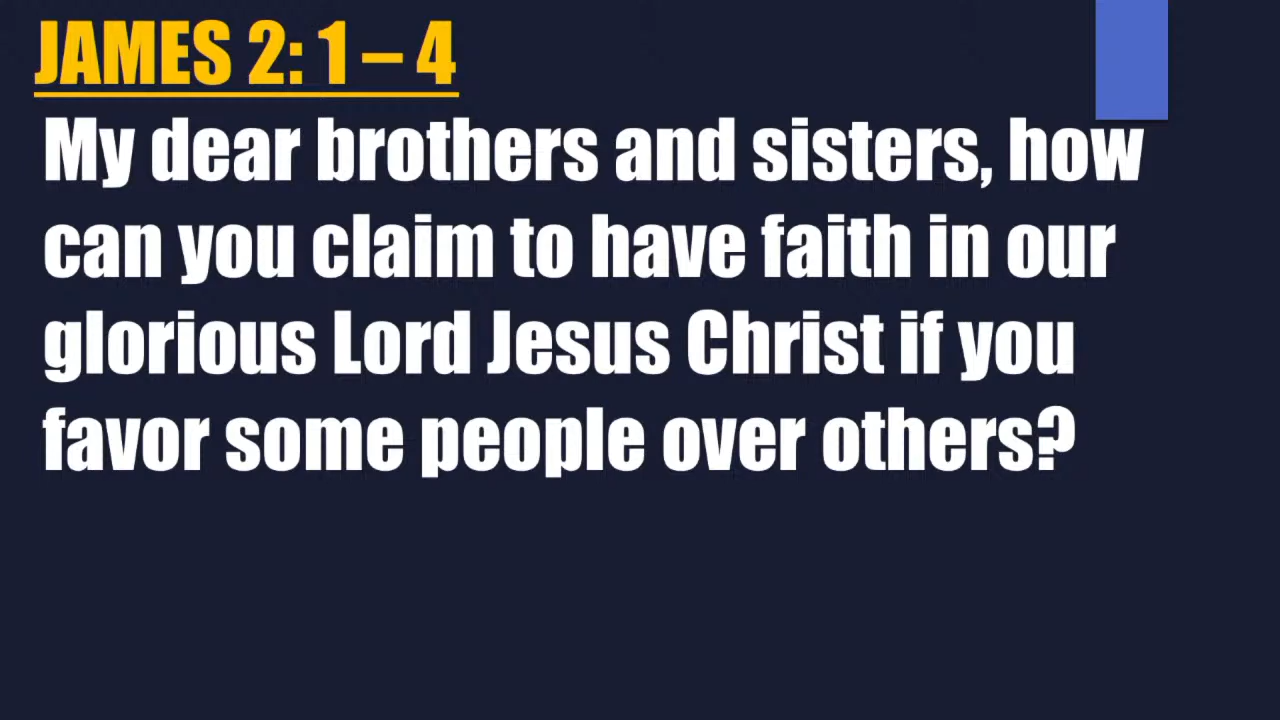 JAMES 2: 1 – 4
My dear brothers and sisters, how
can you claim to have faith in our
glorious Lord Jesus Christ if you
favor some people over others?